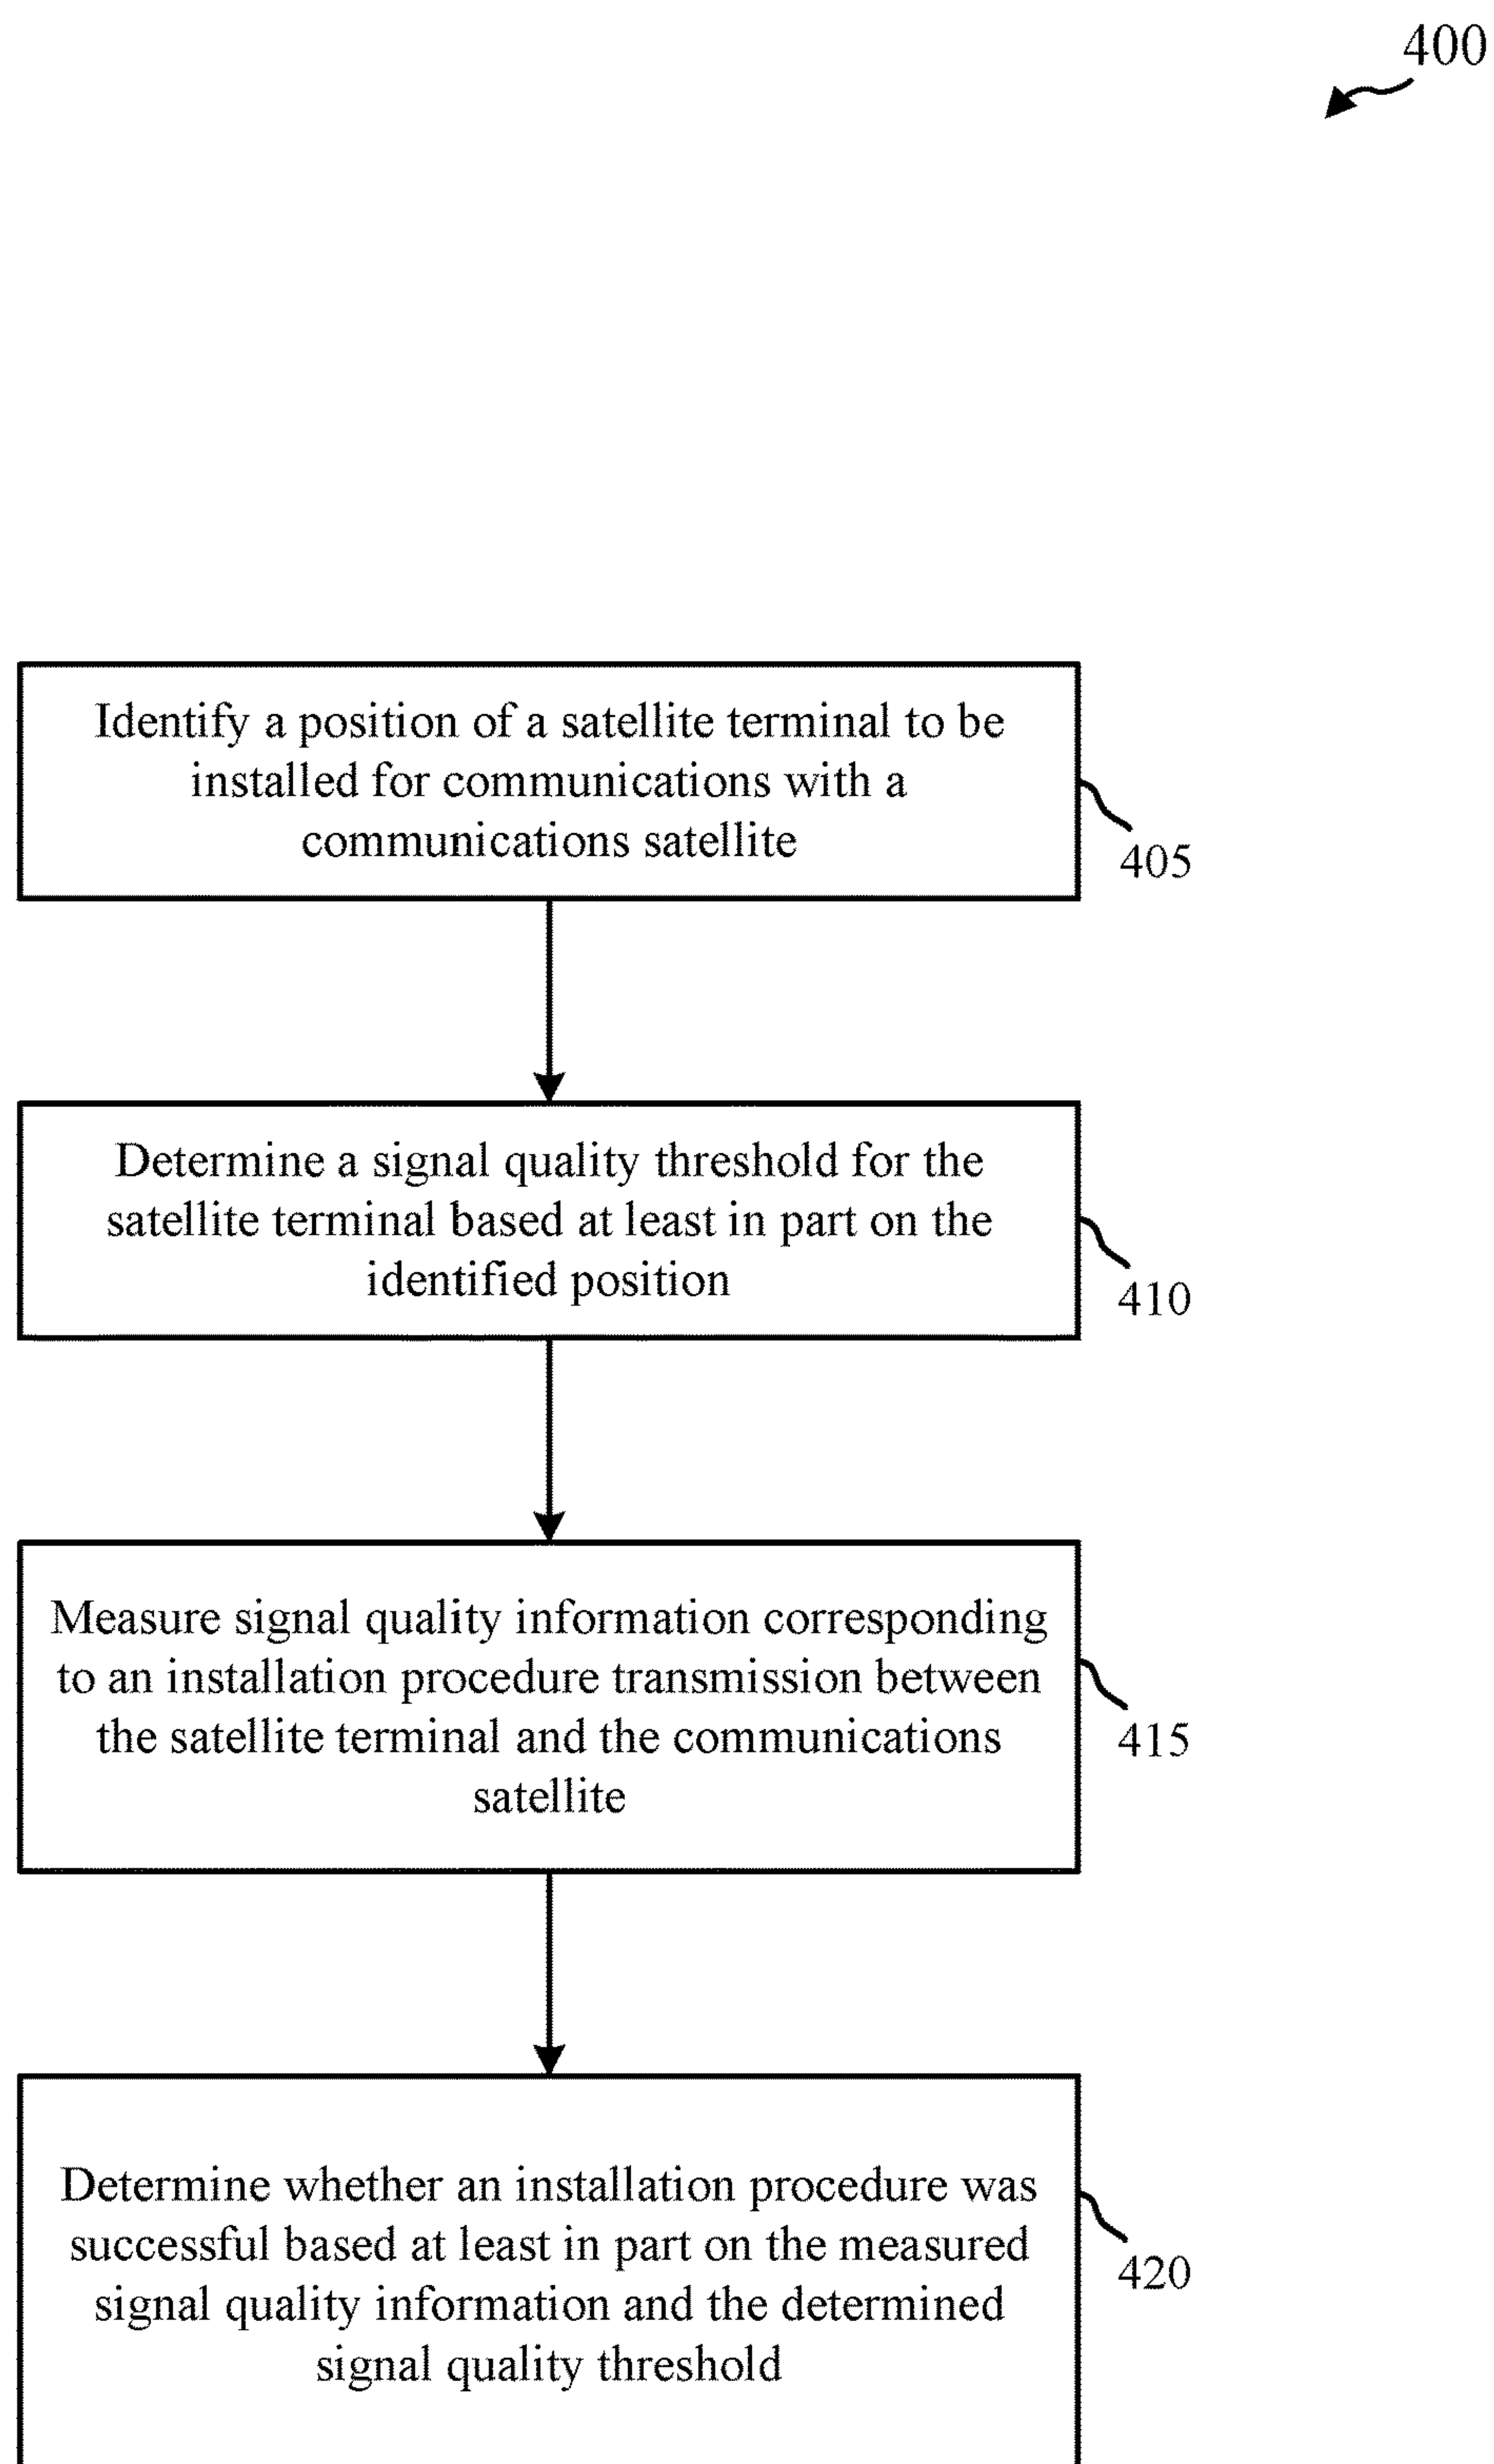 400
Identify a position of a satellite terminal to be
installed for communications with a
communications satellite
405
Determine a signal quality threshold for the
satellite terminal based at least in part on the
identified position
410
Measure signal quality information corresponding
to an installation procedure transmission between
the satellite terminal and the communications
satellite
415
Determine whether an installation procedure was
successful based at least in part on the measured
signal quality information and the determined
signal quality threshold
420